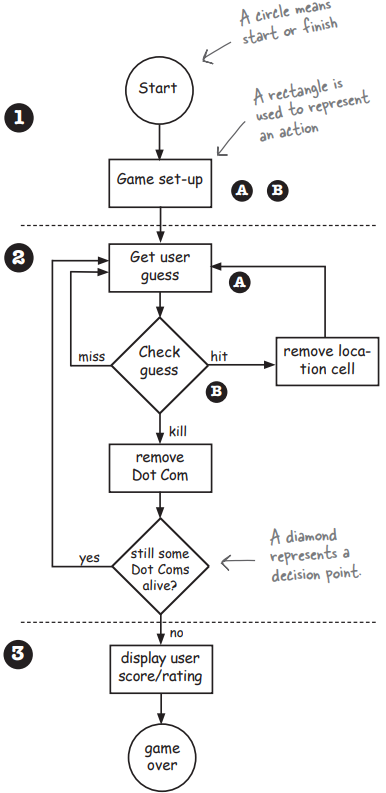 A circle means
start or finish
Start
A rectangle is
used to represent
an action
1
Game set-up
A B
2
Get user
guess
A
miss
Check
guess
hit
remove loca-
tion cell
B
kill
remove
Dot Com
A diamond
represents a
decision point.
yes
still some
Dot Coms
alive?
no
3
display user
score/rating
game
over